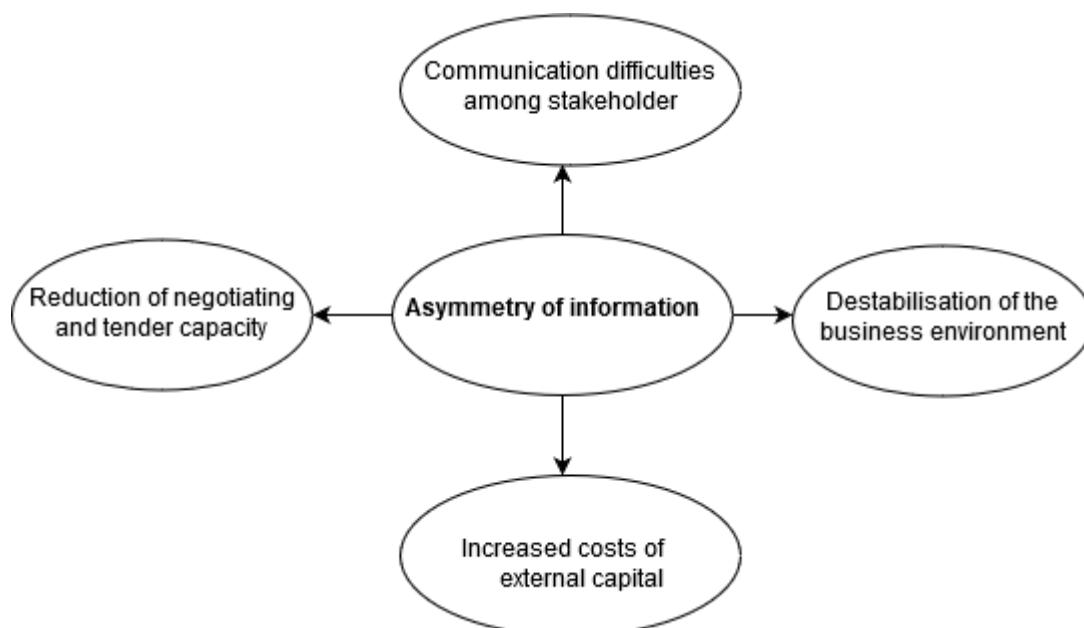 Communication difficulties
among stakeholder
Reduction of negotiating
and tender capacity
Asymmetry of information
Destabilisation of the
business environment
Increased costs of
external capital